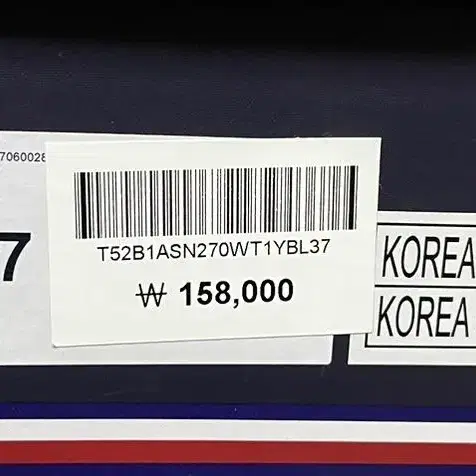 7060028
T52B1ASN270WT1YBL37
₩ 158,000
7
KOREA
KOREA